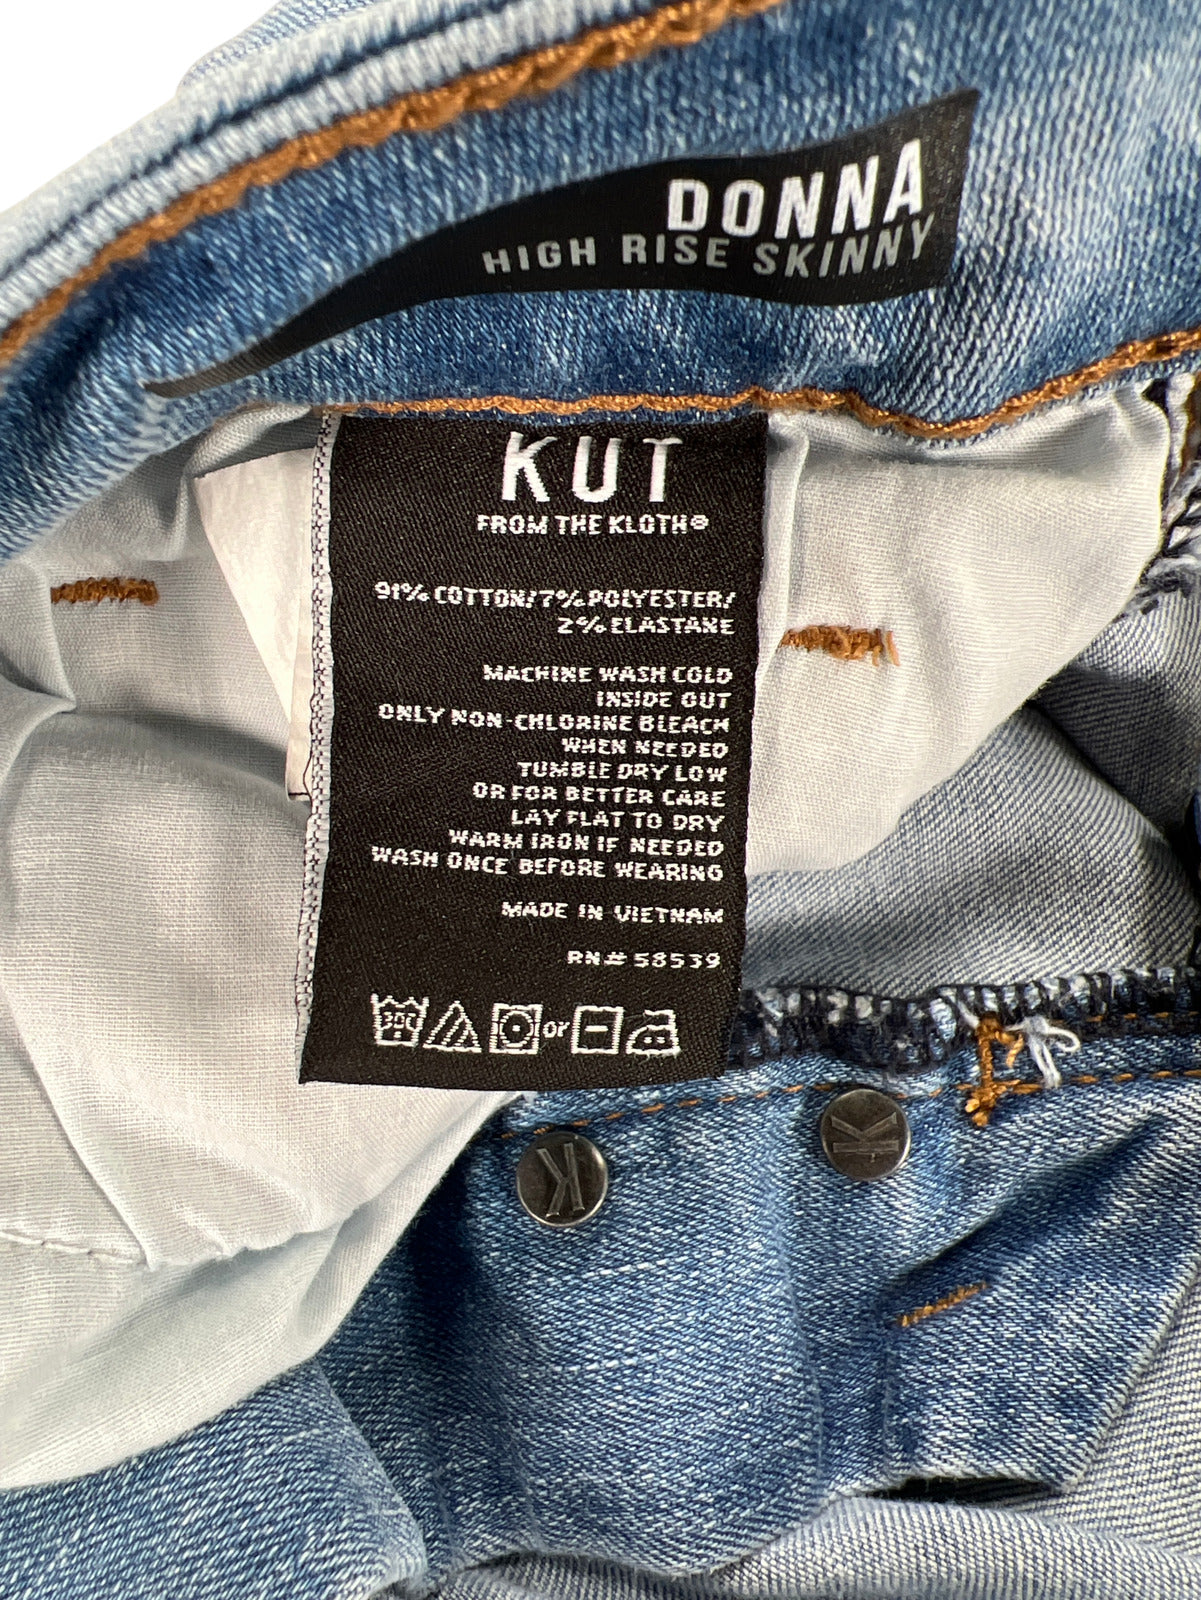 DONNA
HIGH RISE SKINNY
KUT
FROM THE KLOTH®
91% COTTON/7% POLYESTER/
2% ELASTANE
MACHINE WASH COLD
INSIDE OUT
ONLY NON-CHLORINE BLEACH
WHEN NEEDED
TUMBLE DRY LOW
OR FOR BETTER CARE
LAY FLAT TO DRY
WARM IRON IF NEEDED
WASH ONCE BEFORE WEARING
MADE IN VIETNAM
RN# 58539
30C or
K K